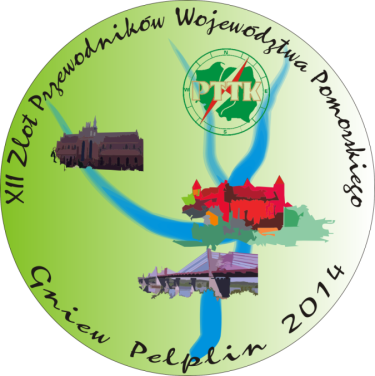 XII Zlot Przewodników Województwa Pomorskiego
PTTK
Gniew Pelplin 2014